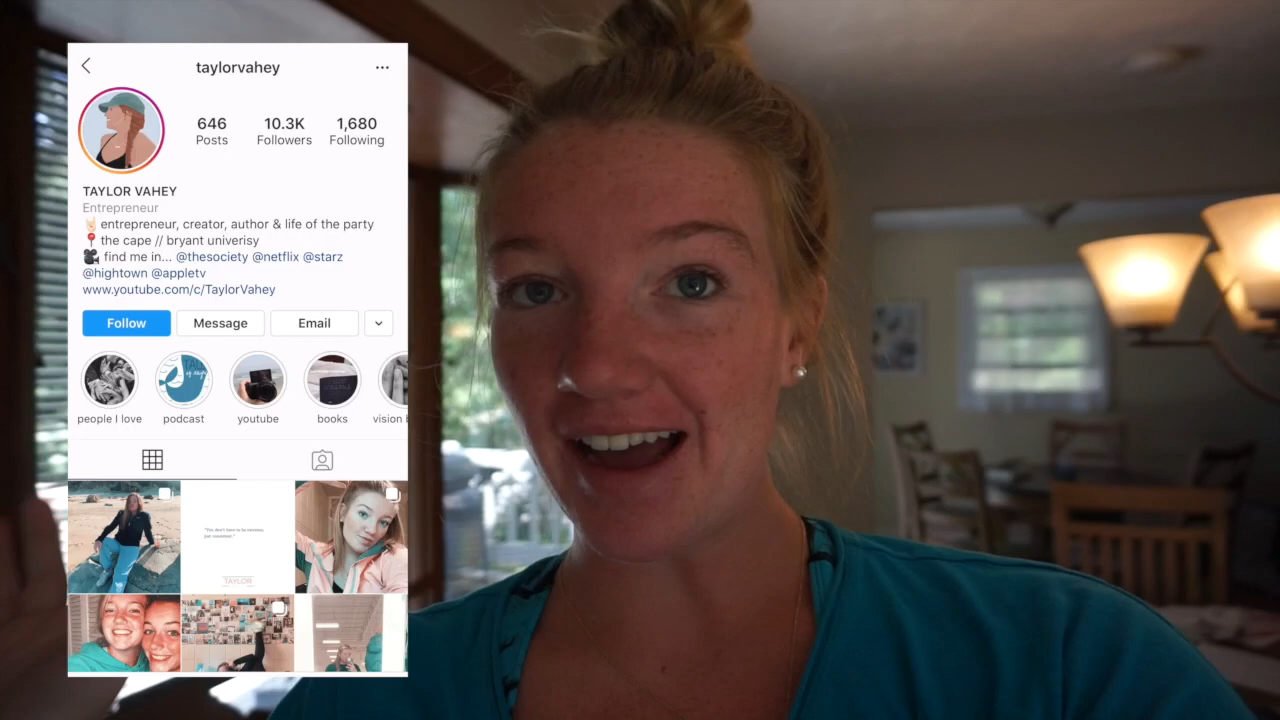 taylorvahey
646
10.3K
1,680
Posts
Followers
Following
TAYLOR VAHEY
Entrepreneur
entrepreneur, creator, author & life of the party
the cape // bryant univerisy
find me in... @thesociety @netflix @starz
@hightown @appletv
www.youtube.com/c/TaylorVahey
Follow
Message
Email
people I love
podcast
youtube
books
vision
TAYLOR